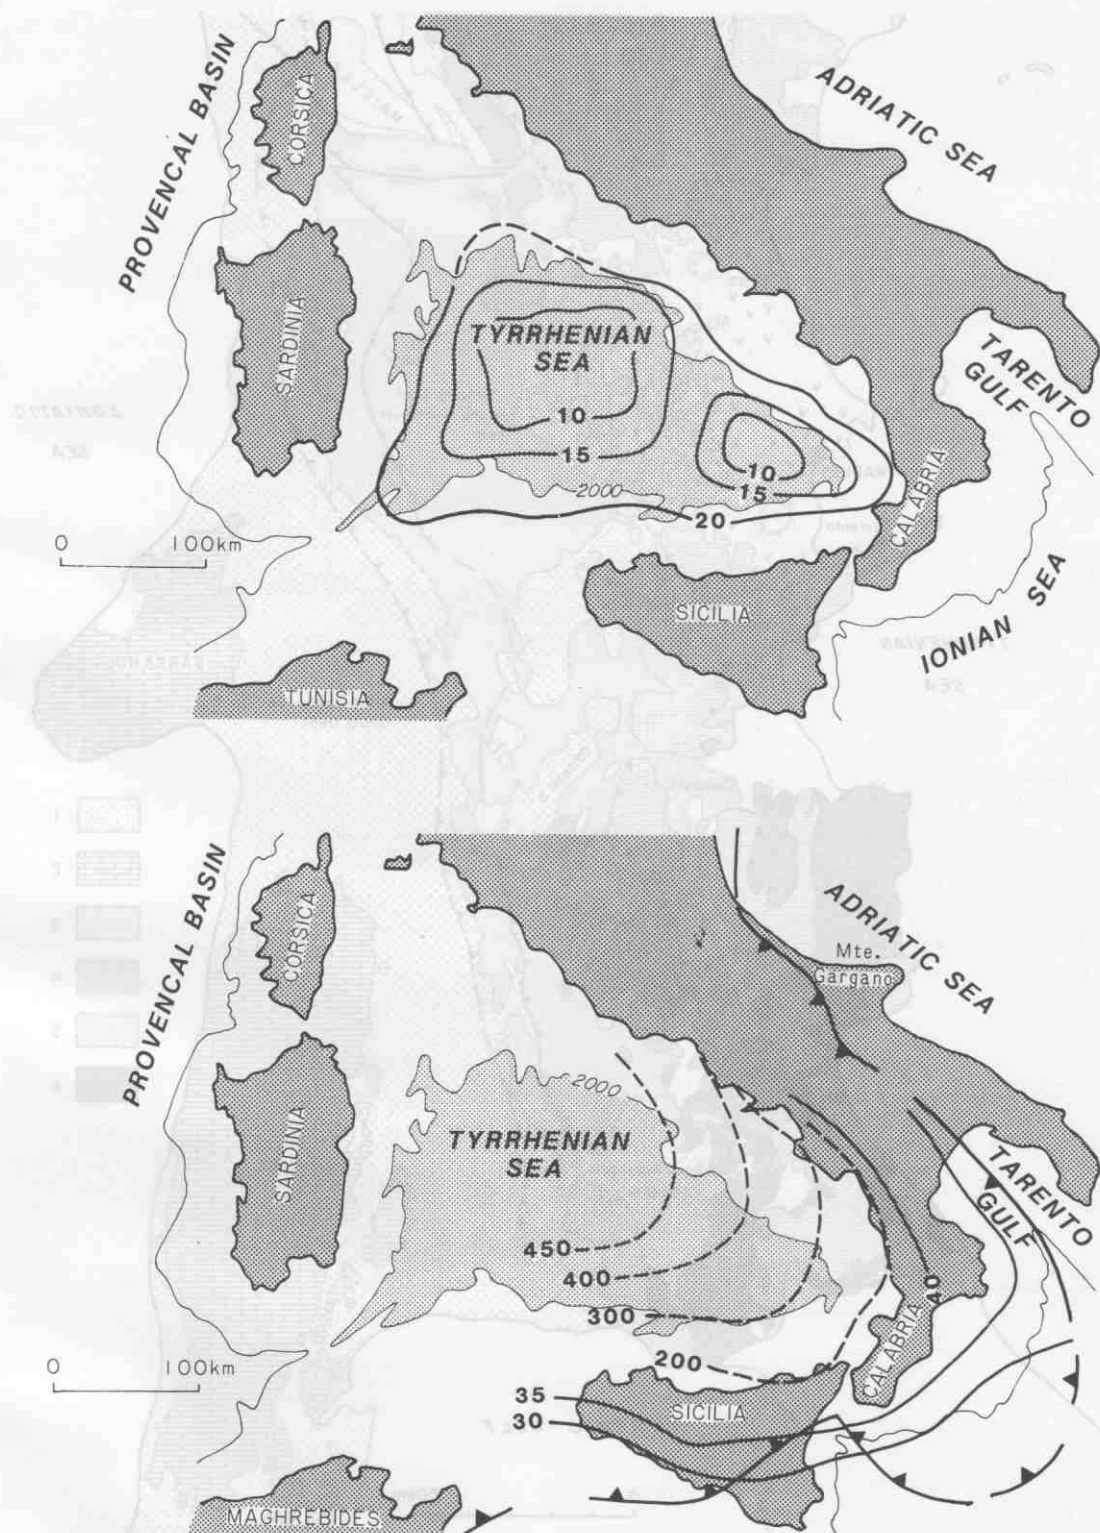 PROVENCAL BASIN
CORSICA
ADRIATIC SEA
SARDINIA
TYRRHENIAN
SEA
10
15
2000
20
10
15
TARENTO
GULF
CALABRIA
0 100km
SICILIA
IONIAN SEA
TUNISIA
PROVENCAL BASIN
CORSICA
ADRIATIC SEA
Mte.
Gargano
SARDINIA
2000
TYRRHENIAN
SEA
450
400
300
200
TARENTO
GULF
40
CALABRIA
0 100km
35
30
SICILIA
MAGHREBIDES